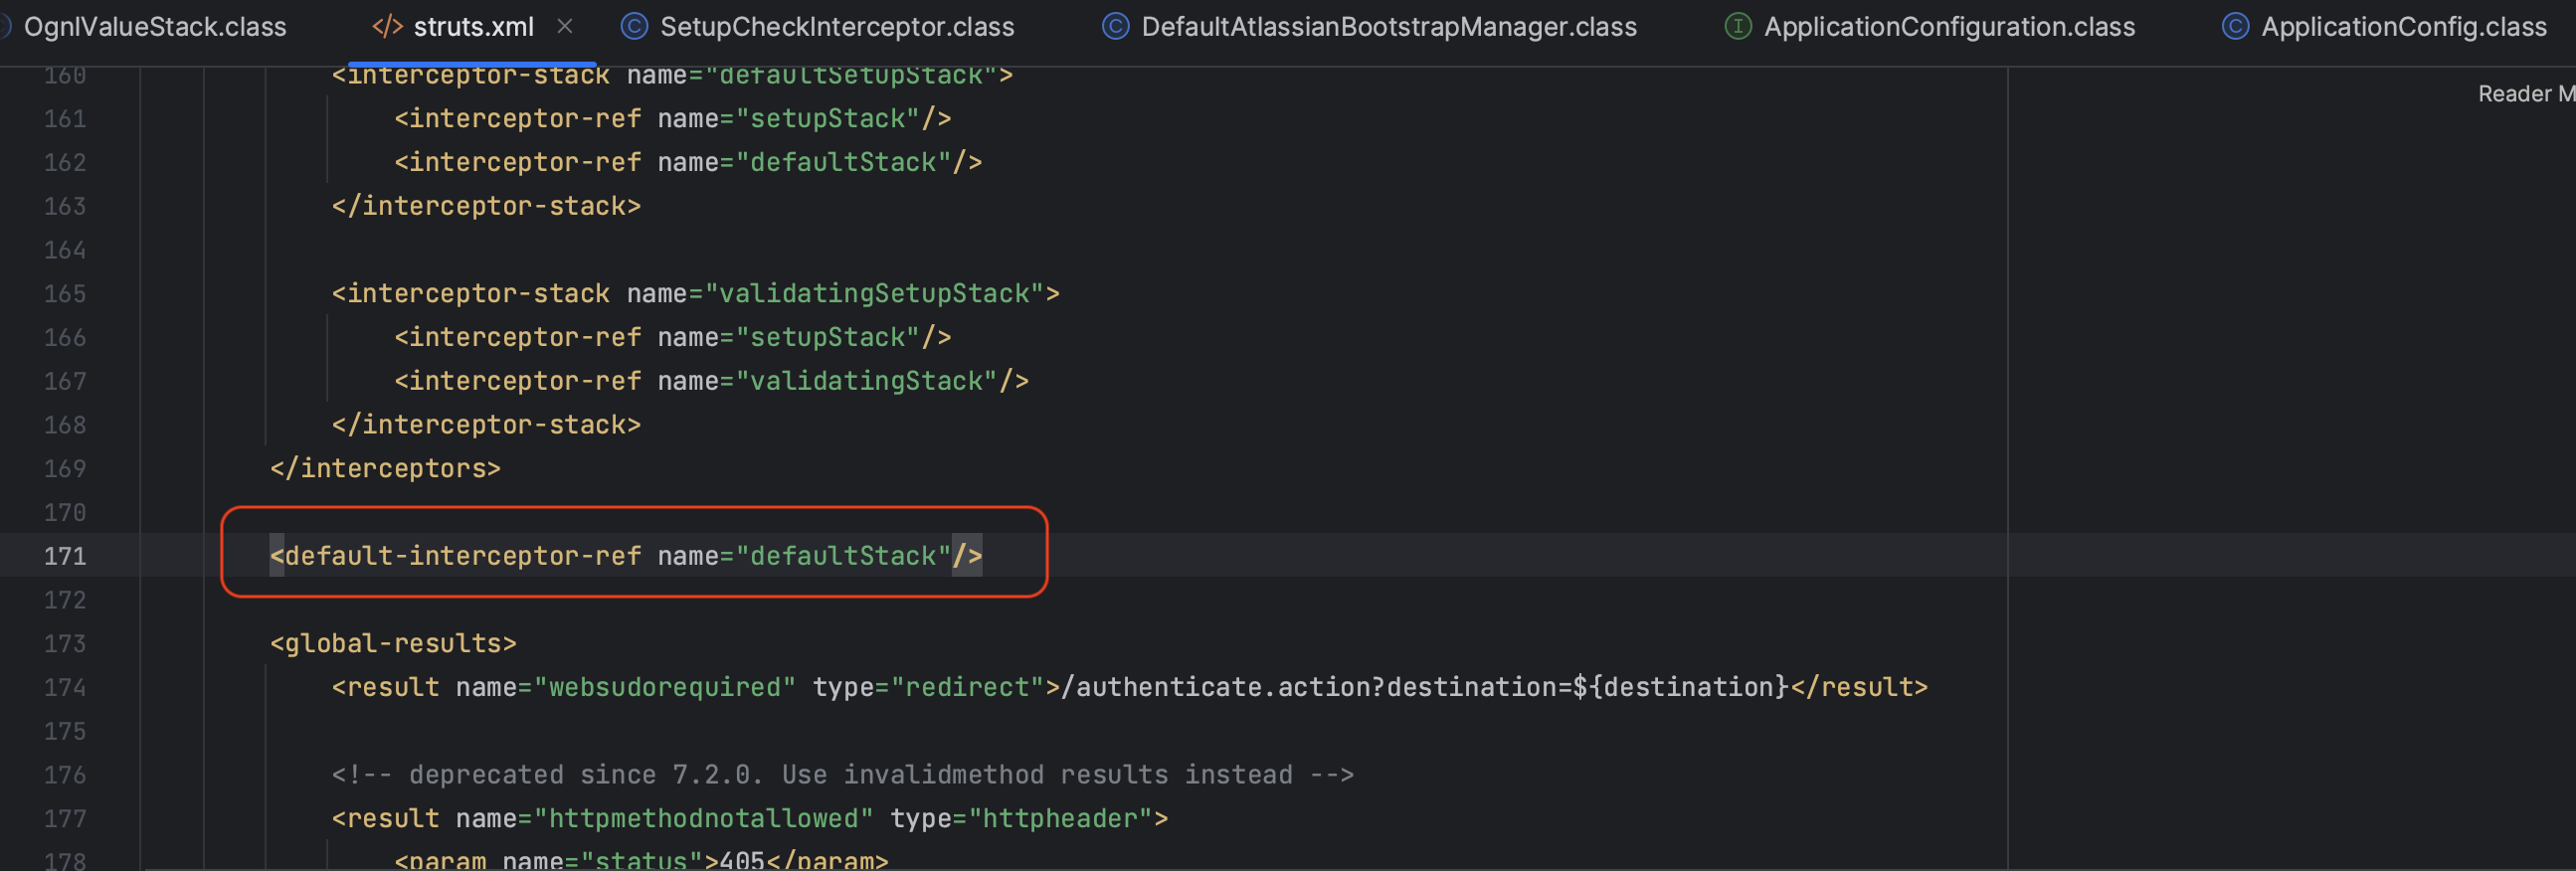 OgnlValueStack.class </> struts.xml × C SetupCheckInterceptor.class C DefaultAtlassianBootstrapManager.class I ApplicationConfiguration.class C ApplicationConfig.class
160 <interceptor-stack name="defaultSetupStack">
Reader M
161 <interceptor-ref name="setupStack"/>
162 <interceptor-ref name="defaultStack"/>
163 </interceptor-stack>
164
165 <interceptor-stack name="validatingSetupStack">
166 <interceptor-ref name="setupStack"/>
167 <interceptor-ref name="validatingStack"/>
168 </interceptor-stack>
169 </interceptors>
170
171 <default-interceptor-ref name="defaultStack"/>
172
173 <global-results>
174 <result name="websudorequired" type="redirect">/authenticate.action?destination=${destination}</result>
175
176 <!-- deprecated since 7.2.0. Use invalidmethod results instead -->
177 <result name="httpmethodnotallowed" type="httpheader">
178 <param name="status">405</param>